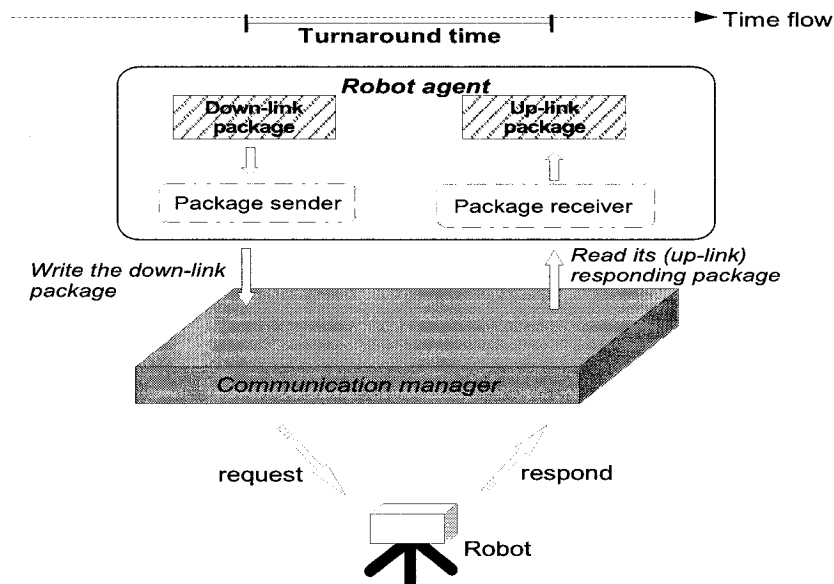 Time flow
Turnaround time
Robot agent
Down-link
package
Up-link
package
Package sender
Package receiver
Write the down-link
package
Read its (up-link)
responding package
Communication manager
request
respond
Robot